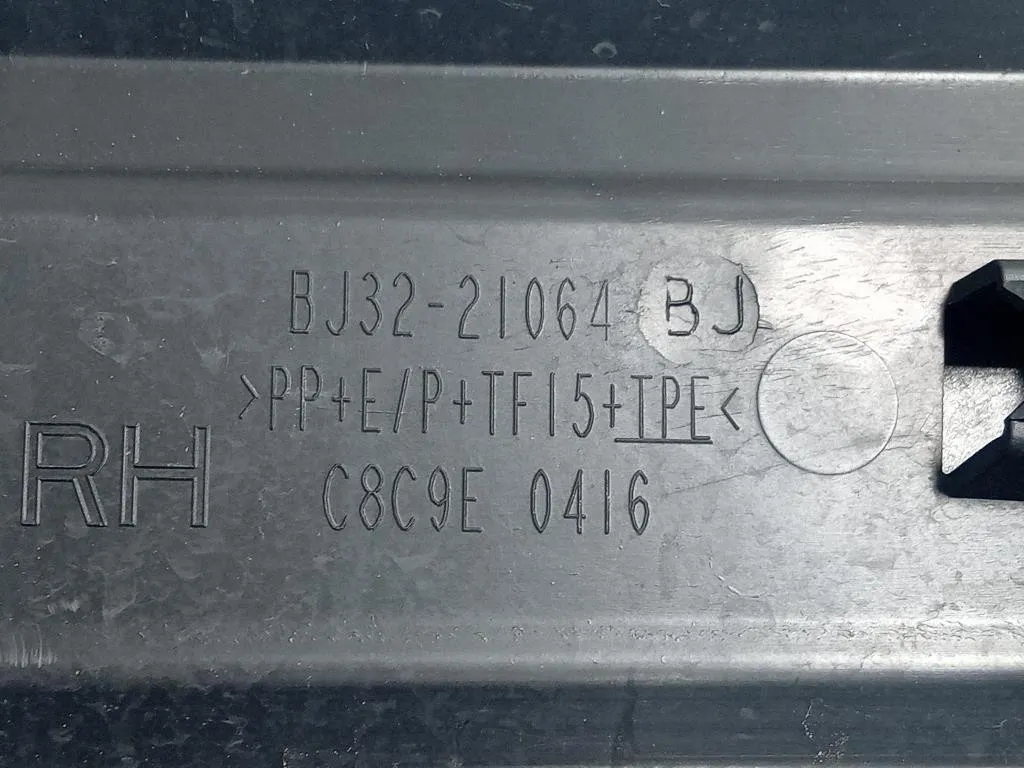 BJ32-21064 BJ
>PP+E/P+TF15+TPE<
RH
C8C9E 0416